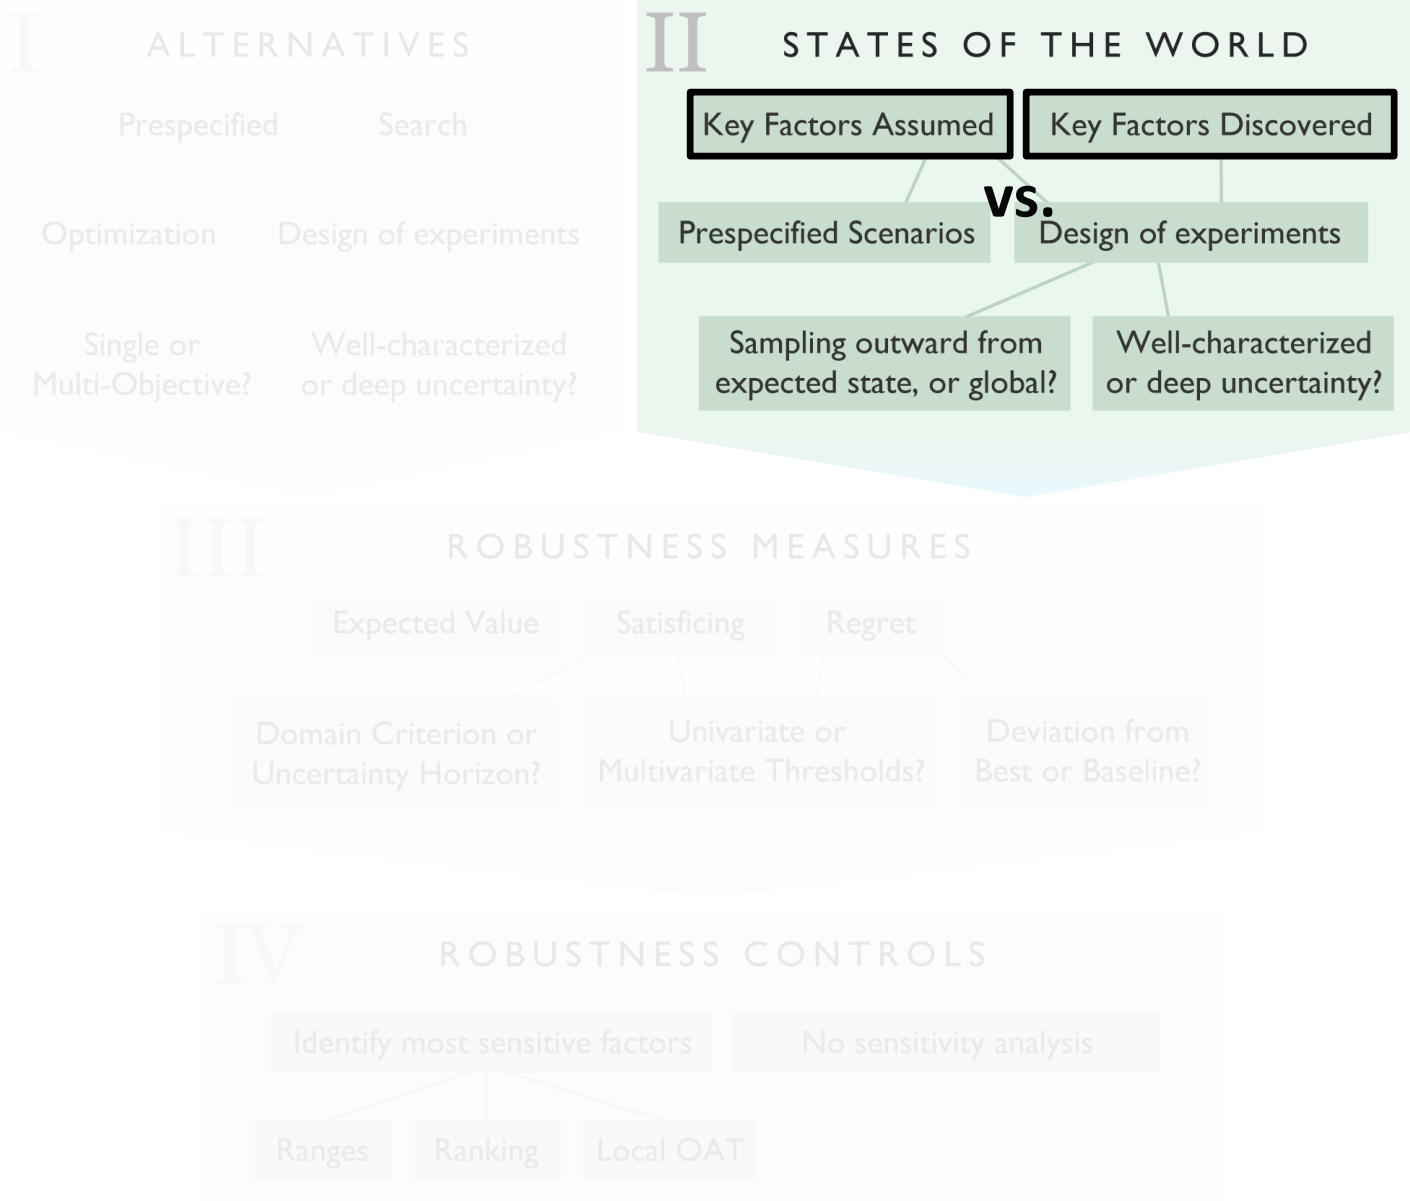 I
ALTERNATIVES
Prespecified
Search
Optimization
Design of experiments
Single or
Multi-Objective?
Well-characterized
or deep uncertainty?
II
STATES OF THE WORLD
Key Factors Assumed
Key Factors Discovered
vs.
Prespecified Scenarios
Design of experiments
Sampling outward from
expected state, or global?
Well-characterized
or deep uncertainty?
III
ROBUSTNESS MEASURES
Expected Value
Satisficing
Regret
Domain Criterion or
Uncertainty Horizon?
Univariate or
Multivariate Thresholds?
Deviation from
Best or Baseline?
IV
ROBUSTNESS CONTROLS
Identify most sensitive factors
No sensitivity analysis
Ranges
Ranking
Local OAT